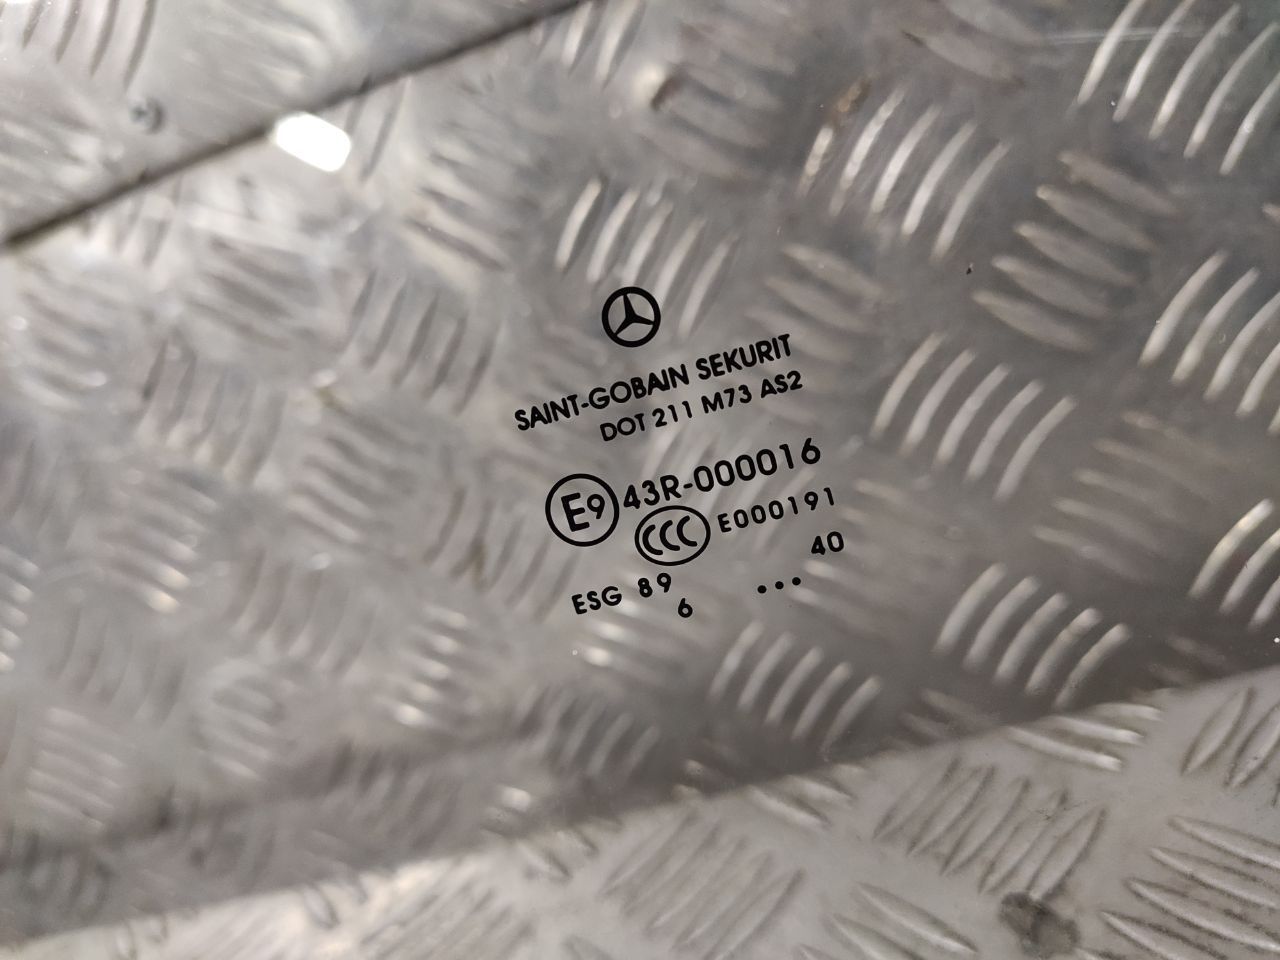 SAINT-GOBAIN SEKURIT
DOT 211 M73 AS2
E9 43R-000016
CCC E000191
40
ESG 89 ...
6